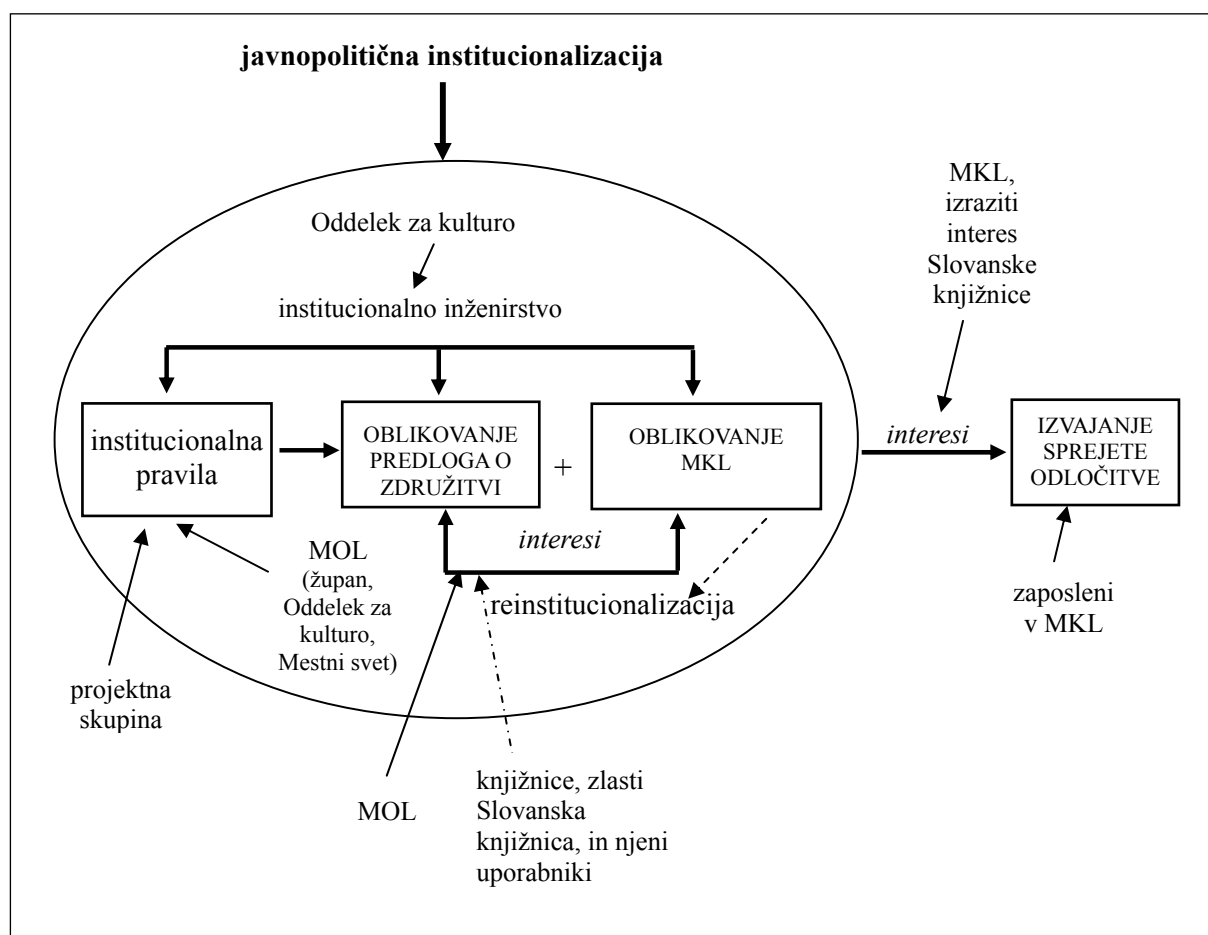 javnopolitična institucionalizacija
Oddelek za kulturo
institucionalno inženirstvo
MKL,
izraziti
interes
Slovanske
knjižnice
institucionalna
pravila
OBLIKOVANJE
PREDLOGA O
ZDRUŽITVI
+
OBLIKOVANJE
MKL
interesi
IZVAJANJE
SPREJETE
ODLOČITVE
interesi
MOL
(župan,
Oddelek za
kulturo,
Mestni svet)
reinstitucionalizacija
zaposleni
v MKL
projektna
skupina
MOL
knjižnice, zlasti
Slovanska
knjižnica, in njeni
uporabniki